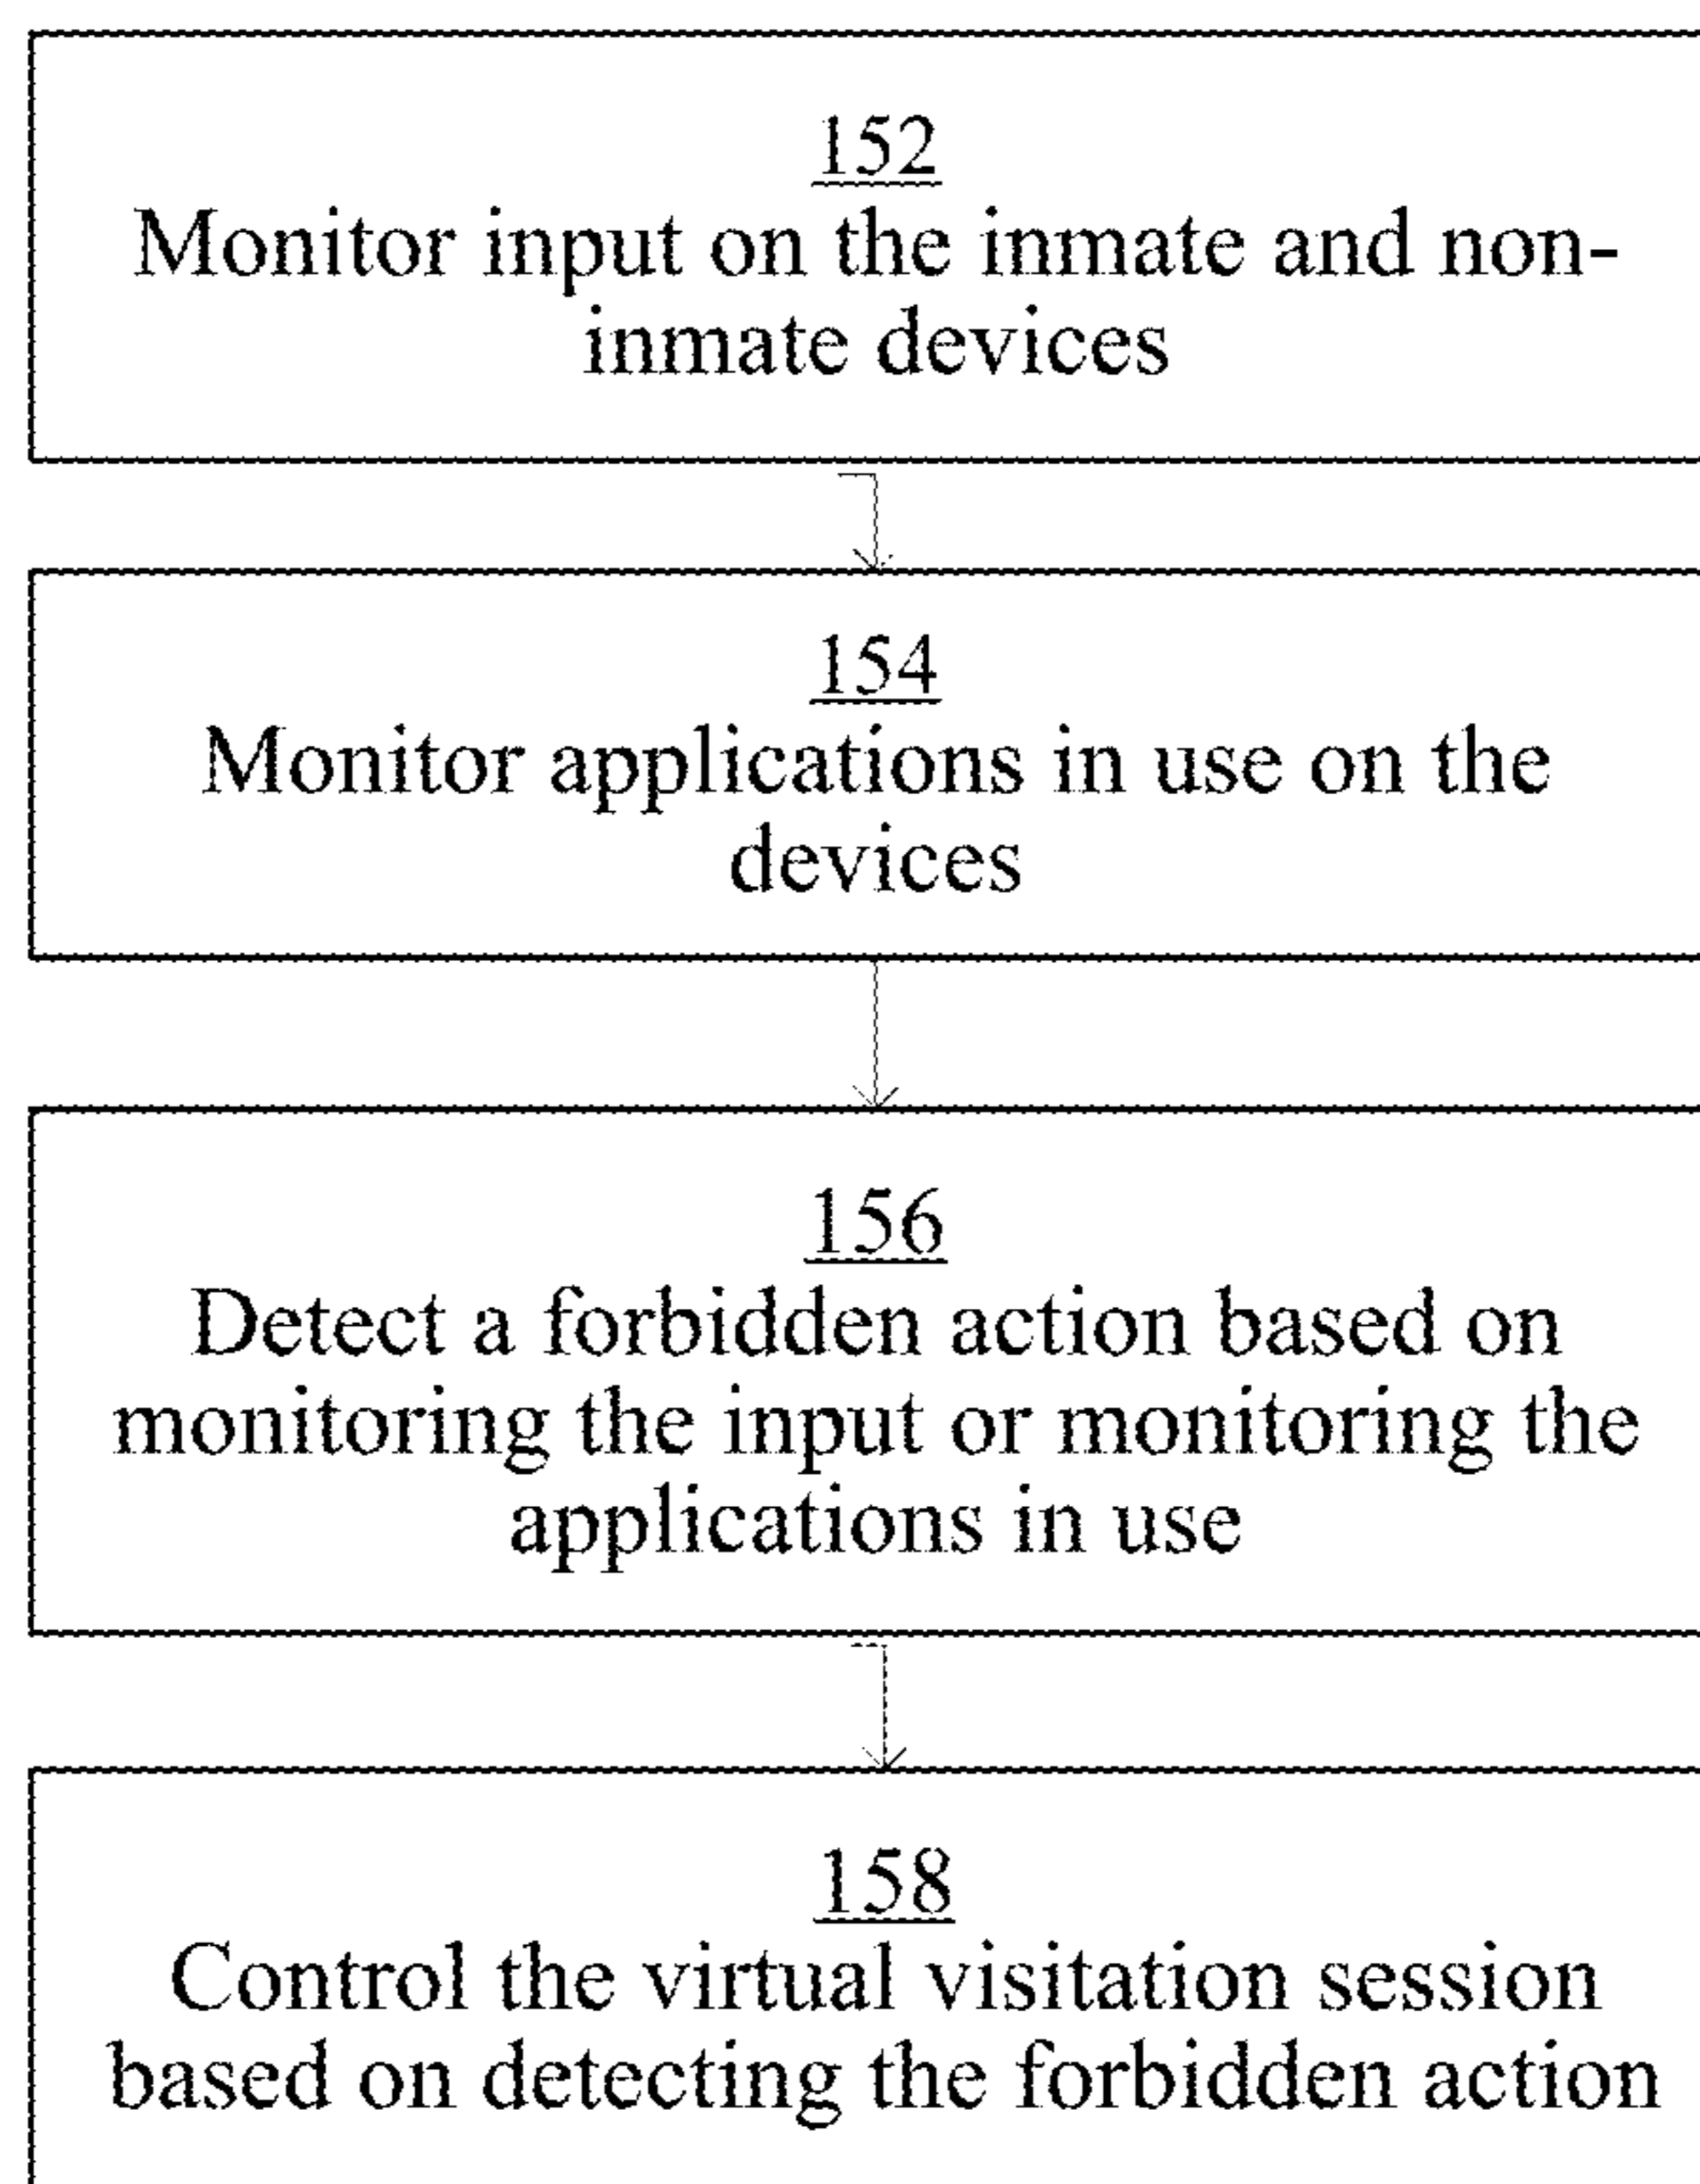 152
Monitor input on the inmate and non-
inmate devices
154
Monitor applications in use on the
devices
156
Detect a forbidden action based on
monitoring the input or monitoring the
applications in use
158
Control the virtual visitation session
based on detecting the forbidden action